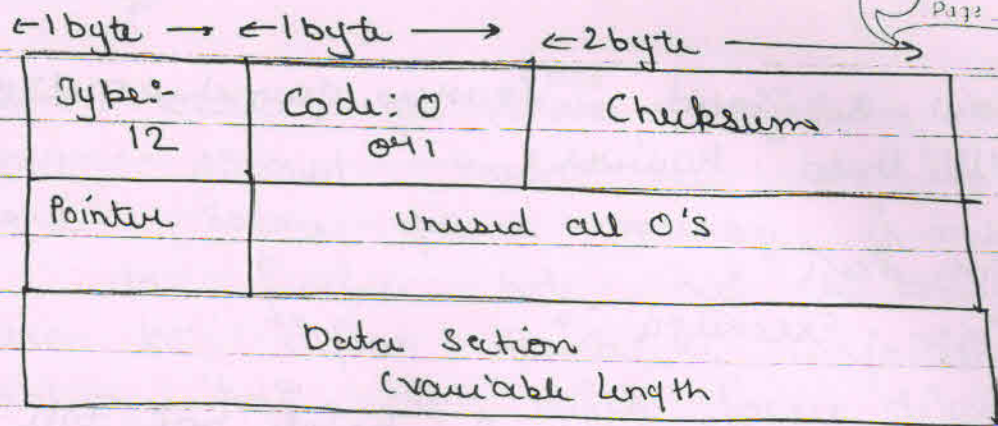 Page
←1byte → ←1byte → ←2byte →
Type:- Code: 0 Checksum
12 or 1
Pointer Unused all 0's
Data Section
(variable length